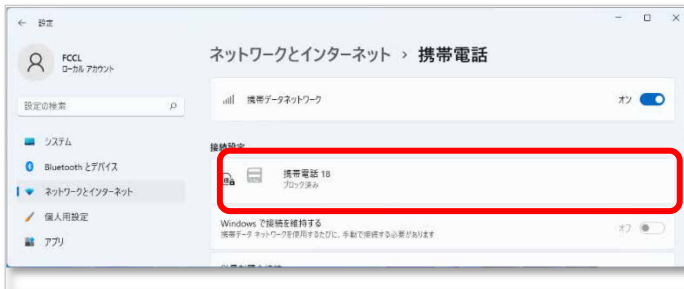 ← 設定
FCCL
ローカル アカウント
設定の検索
システム
Bluetooth とデバイス
ネットワークとインターネット
個人用設定
アプリ
ネットワークとインターネット › 携帯電話
携帯データネットワーク
オン
接続設定
携帯電話 18
ブロック済み
Windows で接続を維持する
オフ
携帯データ ネットワークを使用するたびに、手動で接続する必要があります